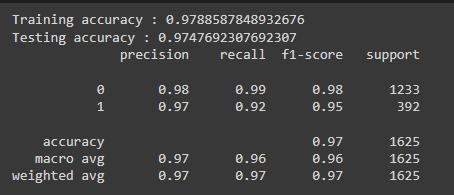 Training accuracy : 0.9788587848932676
Testing accuracy : 0.9747692307692307
precision recall f1-score support
0 0.98 0.99 0.98 1233
1 0.97 0.92 0.95 392
accuracy 0.97 1625
macro avg 0.97 0.96 0.96 1625
weighted avg 0.97 0.97 0.97 1625